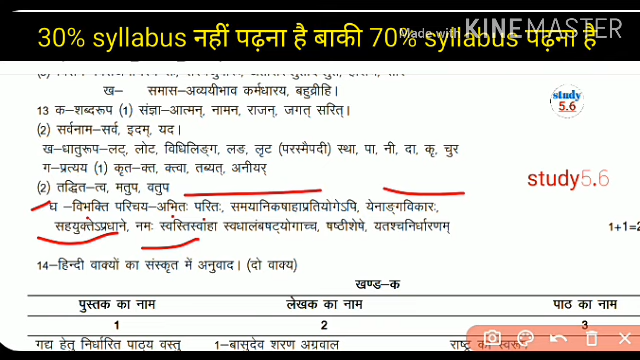 30% syllabus नहीं पढ़ना है बाकी 70% syllabus पढ़ना है
Made with KINEMASTER
ख– समास–अव्ययीभाव कर्मधारय, बहुव्रीहि।
study 5.6
13 क–शब्दरूप (1) संज्ञा–आत्मन्, नामन, राजन, जगत् सरित्।
(2) सर्वनाम–सर्व, इदम्, यद।
ख–धातुरूप–लट्, लोट, विधिलिङ्ग, लङ, लृट (परस्मैपदी) स्था, पा, नी, दा, कृ, चुर
ग–प्रत्यय (1) कृत–क्त, क्त्वा, तब्यत्, अनीयर्
study5.6
(2) तद्धित–त्व, मतुप, वतुप
घ –विभक्ति परिचय–अभितः परितः, समयानिकषाहाप्रतियोगेऽपि, येनाङ्गविकारः,
सहयुक्तेऽप्रधाने, नमः स्वस्तिस्वाहा स्वधालंबषट्योगाच्च, षष्ठीशेषे, यतश्चनिर्धारणम्
1+1=2
14–हिन्दी वाक्यों का संस्कृत में अनुवाद। (दो वाक्य)
खण्ड–क
पुस्तक का नाम लेखक का नाम पाठ का नाम
1 2 3
गद्य हेतु निर्धारित पाठ्य वस्तु 1–बासुदेव शरण अग्रवाल राष्ट्र का स्वरूप